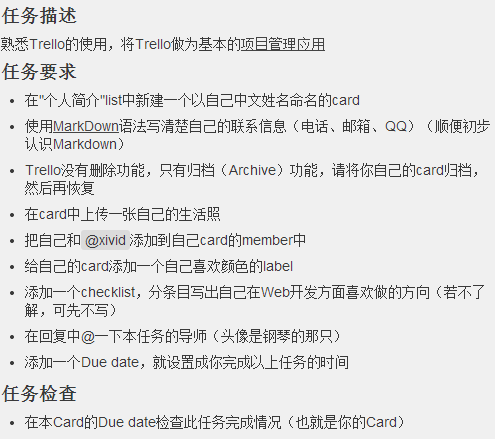 任务描述
熟悉Trello的使用，将Trello做为基本的项目管理应用
任务要求
在"个人简介"list中新建一个以自己中文姓名命名的card
使用MarkDown语法写清楚自己的联系信息（电话、邮箱、QQ）（顺便初步
认识Markdown）
Trello没有删除功能，只有归档（Archive）功能，请将你自己的card归档，
然后再恢复
在card中上传一张自己的生活照
把自己和 @xivid 添加到自己card的member中
给自己的card添加一个自己喜欢颜色的label
添加一个checklist，分条目写出自己在Web开发方面喜欢做的方向（若不了
解，可先不写）
在回复中@一下本任务的导师（头像是钢琴的那只）
添加一个Due date，就设置成你完成以上任务的时间
任务检查
在本Card的Due date检查此任务完成情况（也就是你的Card）